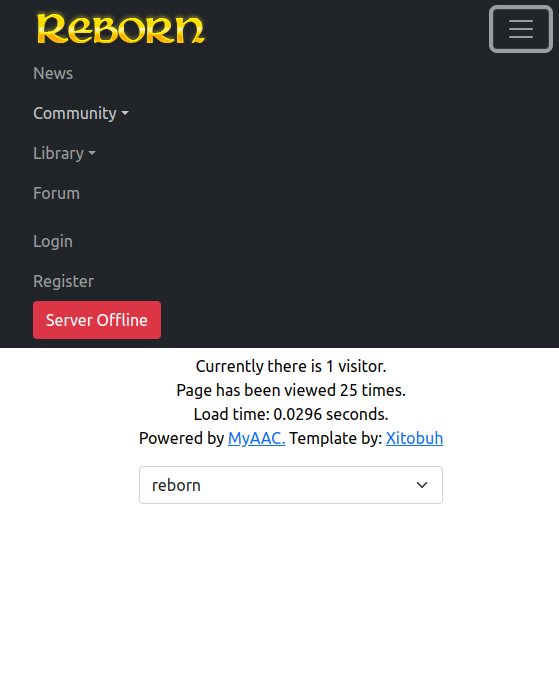 REBORN
News
Community
Library
Forum
Login
Register
Server Offline
Currently there is 1 visitor.
Page has been viewed 25 times.
Load time: 0.0296 seconds.
Powered by MyAAC. Template by: Xitobuh
reborn